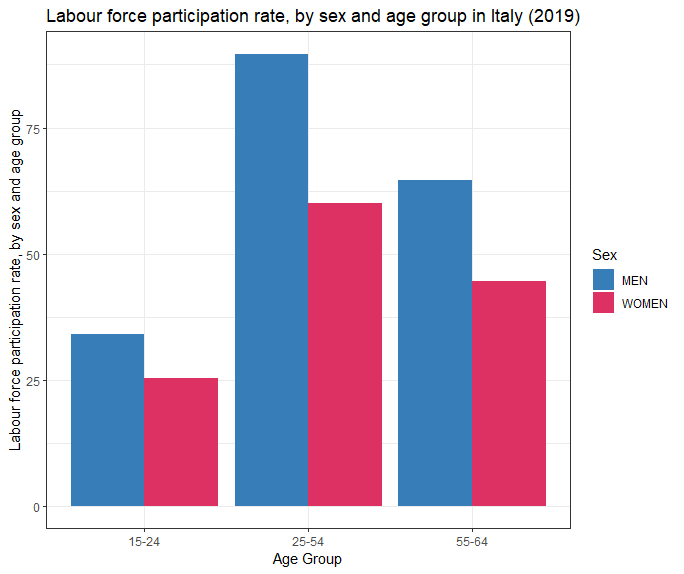 Labour force participation rate, by sex and age group in Italy (2019)
Labour force participation rate, by sex and age group
75
50
25
0
15-24
25-54
55-64
Age Group
Sex
MEN
WOMEN